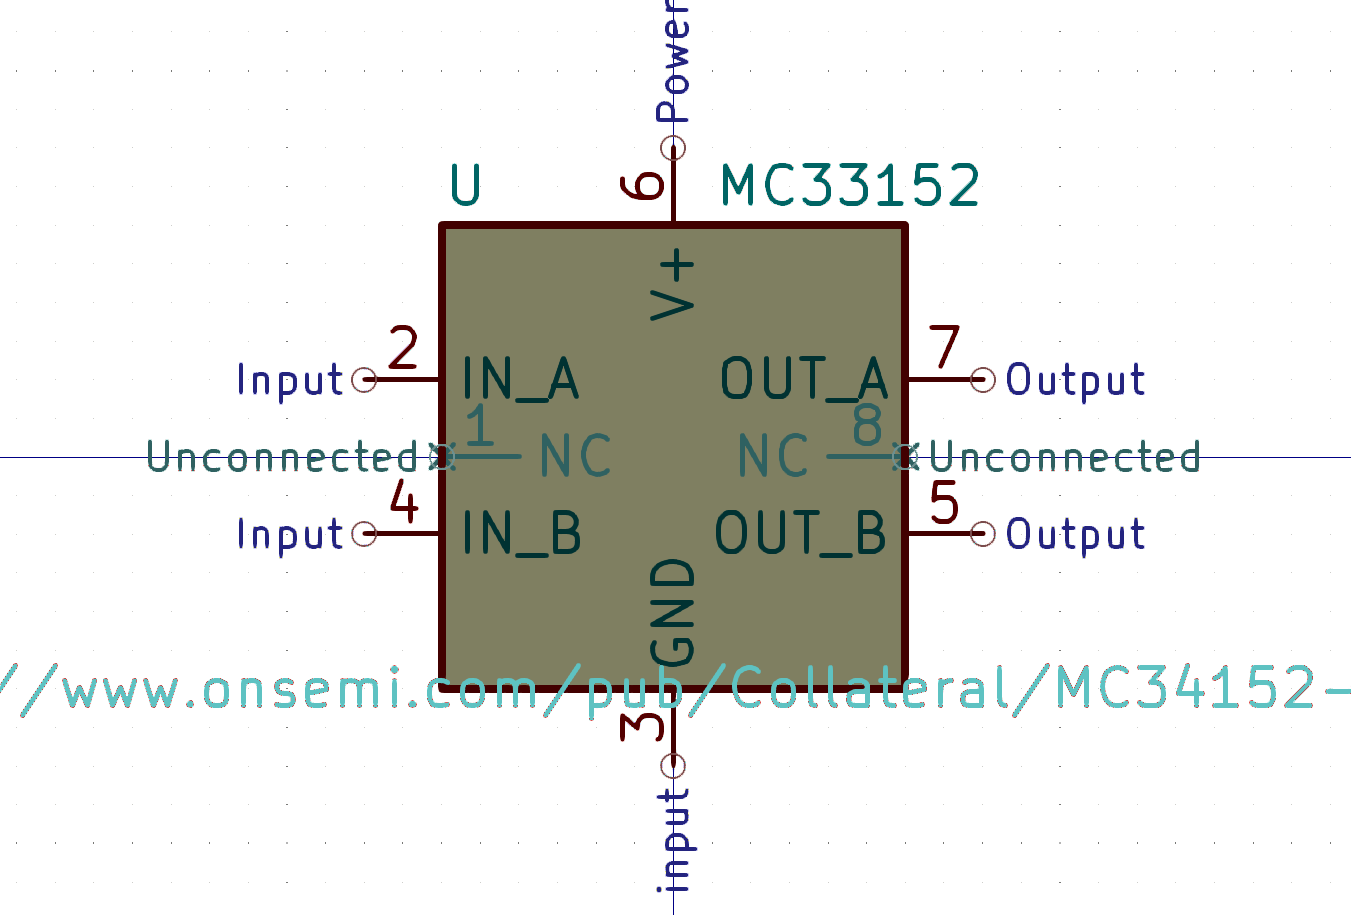 Power
U
6
MC33152
V+
2
7
Input
IN_A
OUT_A
Output
1
8
Unconnected
NC
NC
Unconnected
4
5
Input
IN_B
OUT_B
Output
GND
//www.onsemi.com/pub/Collateral/MC34152-
3
input